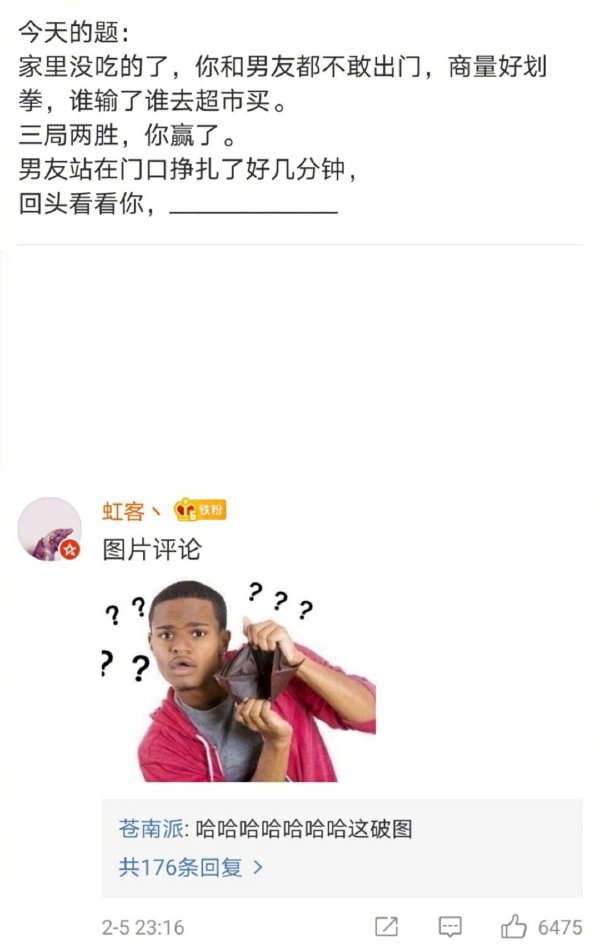 今天的题：
家里没吃的了，你和男友都不敢出门，商量好划
拳，谁输了谁去超市买。
三局两胜，你赢了。
男友站在门口挣扎了好几分钟，
回头看看你，______________
虹客丶 铁粉
图片评论
? ? ? ? ?
? ?
苍南派: 哈哈哈哈哈哈哈这破图
共176条回复 >
2-5 23:16 6475